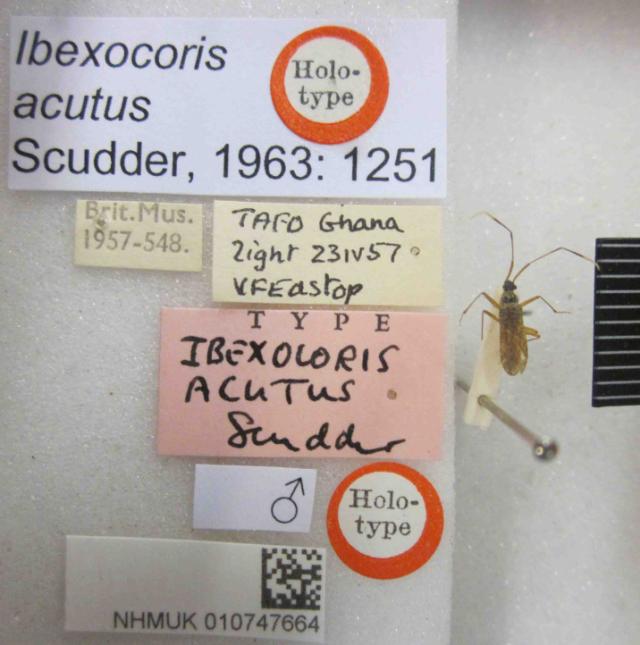 Ibexocoris
acutus
Scudder, 1963: 1251
Holo-
type
Brit.Mus.
1957-548.
TAFO Ghana
light 23IV57
VFEastop
TYPE
IBEXOCORIS
ACUTUS
Scudder
♂
Holo-
type
NHMUK 010747664